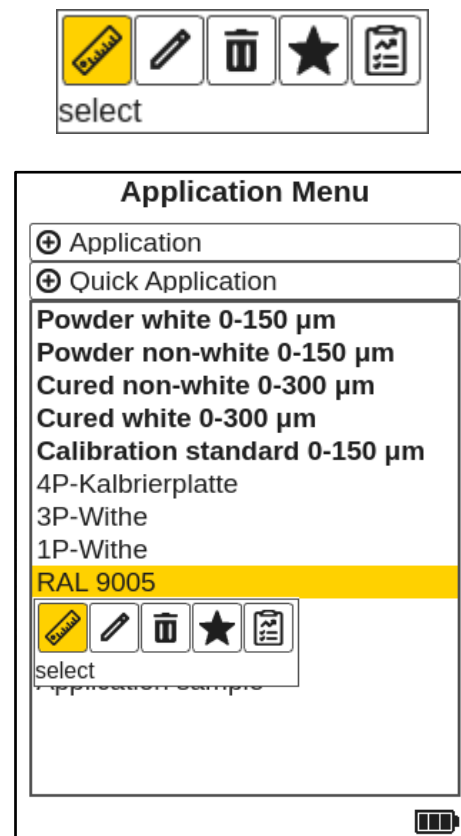 select
Application Menu
Application
Quick Application
Powder white 0-150 µm
Powder non-white 0-150 µm
Cured non-white 0-300 µm
Cured white 0-300 µm
Calibration standard 0-150 µm
4P-Kalbrierplatte
3P-Withe
1P-Withe
RAL 9005
select
Application sample